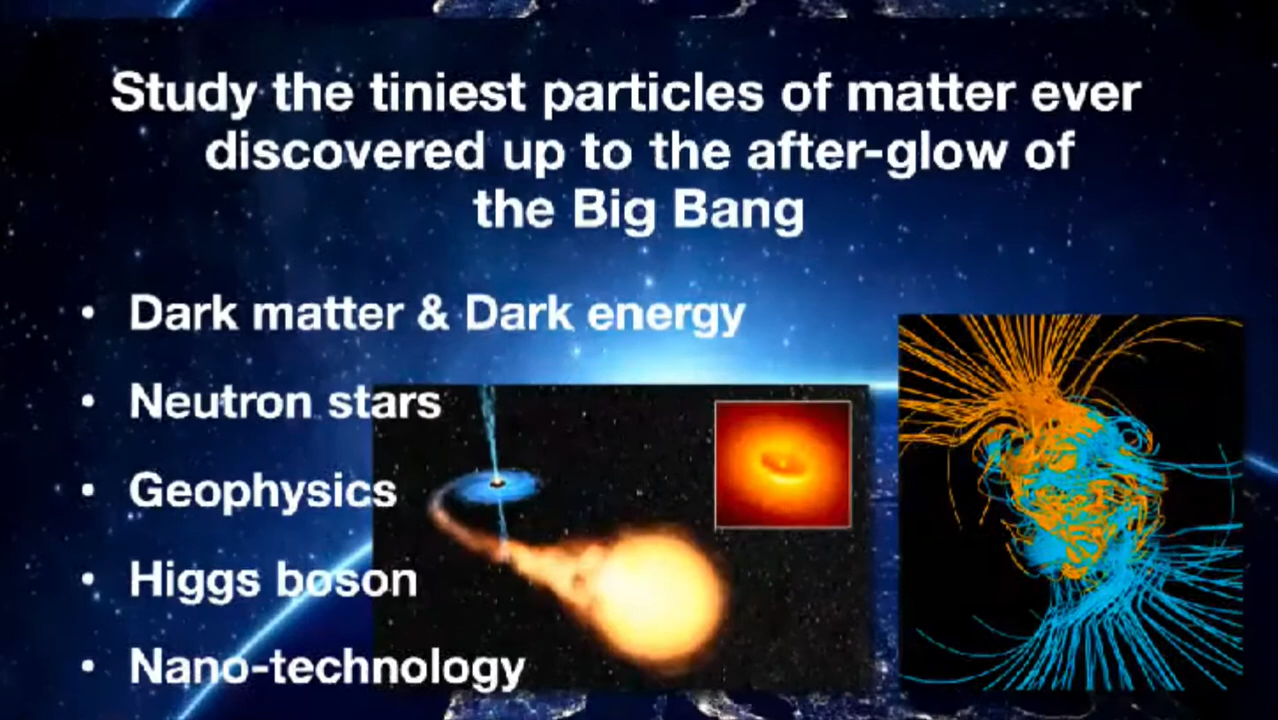 Study the tiniest particles of matter ever
discovered up to the after-glow of
the Big Bang
• Dark matter & Dark energy
• Neutron stars
• Geophysics
• Higgs boson
• Nano-technology